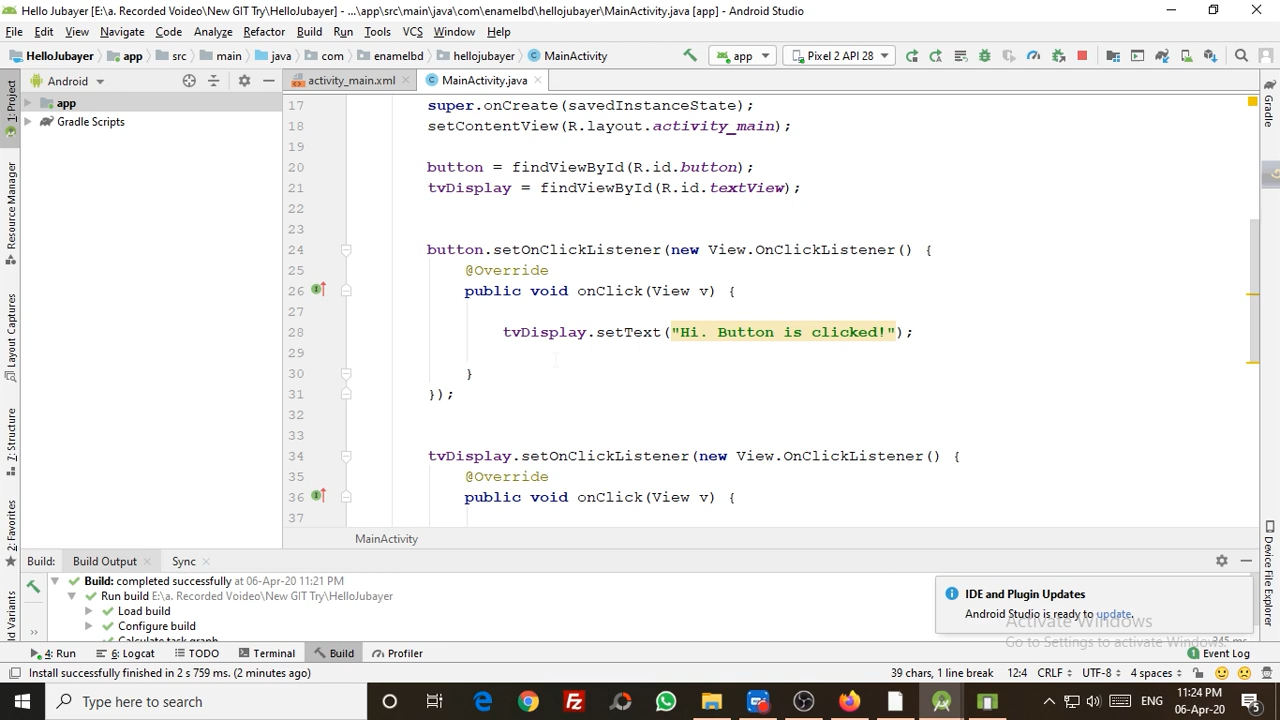 Hello Jubayer [E:\a. Recorded Voideo\New GIT Try\HelloJubayer] - ...\app\src\main\java\com\enamelbd\hellojubayer\MainActivity.java [app] - Android Studio
File Edit View Navigate Code Analyze Refactor Build Run Tools VCS Window Help
HelloJubayer app src main java com enamelbd hellojubayer MainActivity app Pixel 2 API 28
Android activity_main.xml MainActivity.java
app
Gradle Scripts
1: Project
Resource Manager
Layout Captures
7: Structure
2: Favorites
Gradle
Device File Explorer
17 super.onCreate(savedInstanceState);
18 setContentView(R.layout.activity_main);
19
20 button = findViewById(R.id.button);
21 tvDisplay = findViewById(R.id.textView);
22
23
24 button.setOnClickListener(new View.OnClickListener() {
25 @Override
26 public void onClick(View v) {
27
28 tvDisplay.setText("Hi. Button is clicked!");
29
30 }
31 });
32
33
34 tvDisplay.setOnClickListener(new View.OnClickListener() {
35 @Override
36 public void onClick(View v) {
37
MainActivity
Build: Build Output Sync
Build: completed successfully at 06-Apr-20 11:21 PM
Run build E:\a. Recorded Voideo\New GIT Try\HelloJubayer
Load build
Configure build
Calculate task graph
IDE and Plugin Updates
Android Studio is ready to update.
Activate Windows
Go to Settings to activate Windows.
4: Run 6: Logcat TODO Terminal Build Profiler 1 Event Log
Install successfully finished in 2 s 759 ms. (2 minutes ago) 39 chars, 1 line break 12:4 CRLF UTF-8 4 spaces
Type here to search ENG 11:24 PM
06-Apr-20 5